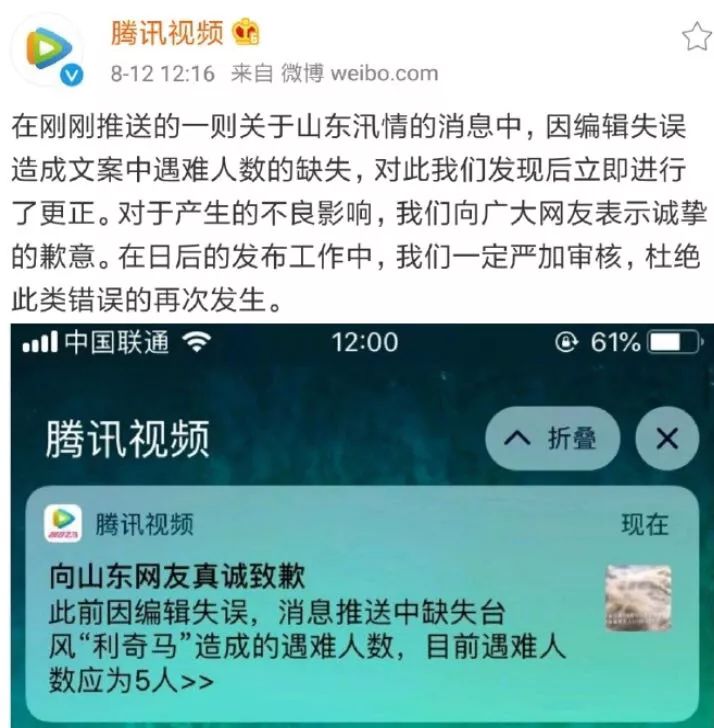 腾讯视频
8-12 12:16 来自 微博 weibo.com
在刚刚推送的一则关于山东汛情的消息中，因编辑失误
造成文案中遇难人数的缺失，对此我们发现后立即进行
了更正。对于产生的不良影响，我们向广大网友表示诚挚
的歉意。在日后的发布工作中，我们一定严加审核，杜绝
此类错误的再次发生。
中国联通 12:00 61%
腾讯视频 折叠
腾讯视频 现在
向山东网友真诚致歉
此前因编辑失误，消息推送中缺失台
风“利奇马”造成的遇难人数，目前遇难人
数应为5人>>